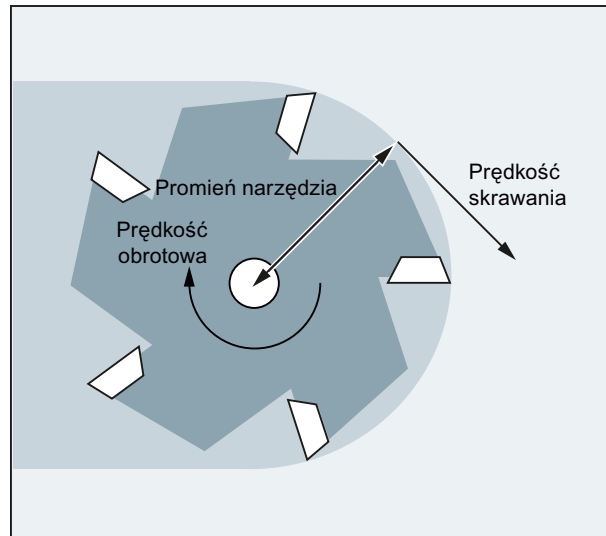 Promień narzędzia
Prędkość
obrotowa
Prędkość
skrawania